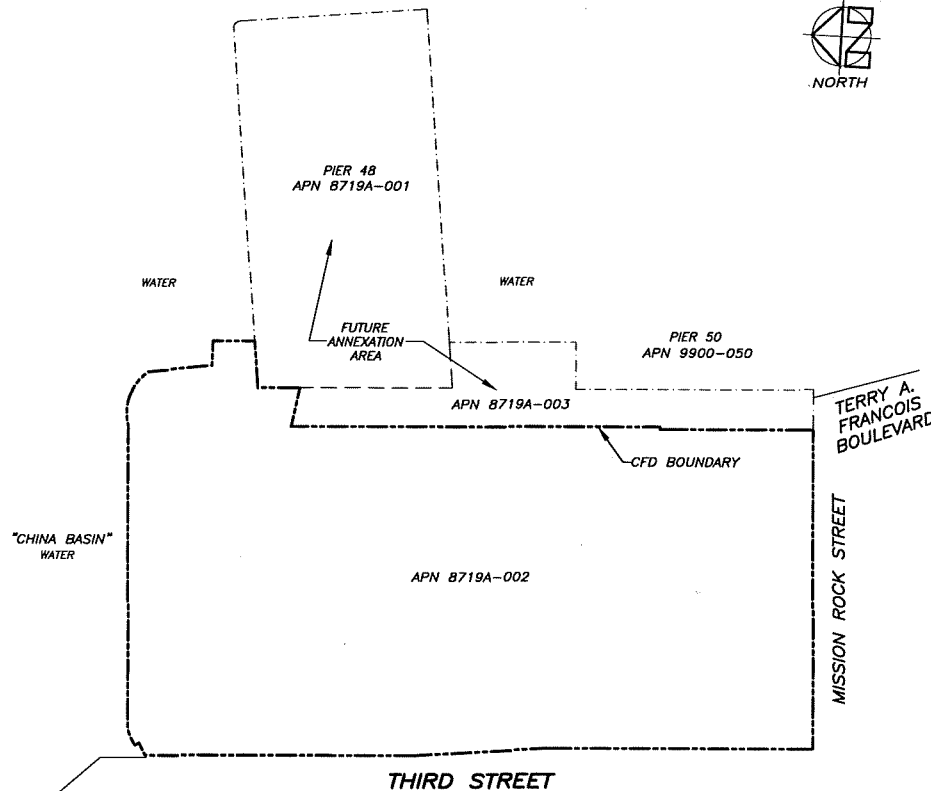 NORTH
PIER 48
APN 8719A-001
WATER
WATER
FUTURE
ANNEXATION
AREA
PIER 50
APN 9900-050
APN 8719A-003
TERRY A.
FRANCOIS
BOULEVARD
CFD BOUNDARY
"CHINA BASIN"
WATER
APN 8719A-002
MISSION ROCK STREET
THIRD STREET